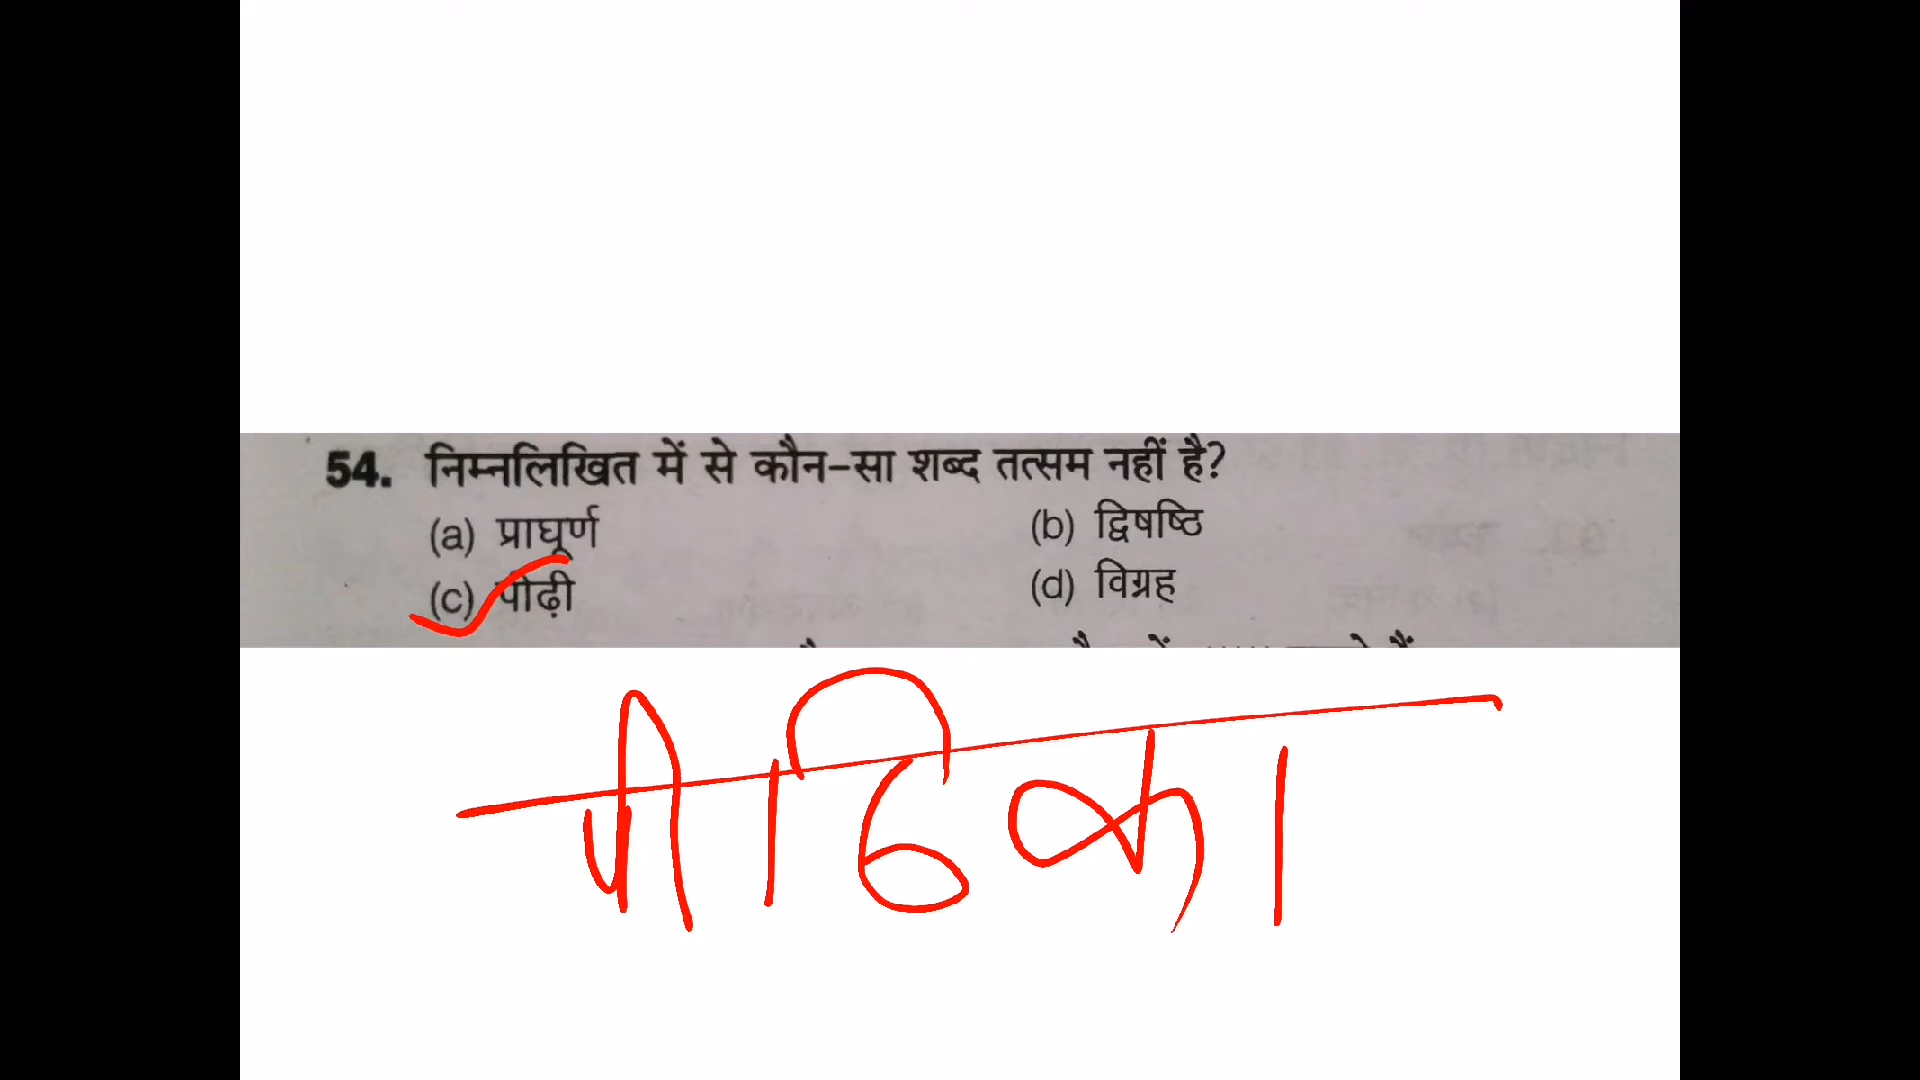 54. निम्नलिखित में से कौन-सा शब्द तत्सम नहीं है?
(a) प्राघूर्ण (b) द्विषष्ठि
(c) पीढ़ी (d) विग्रह
पीठिका